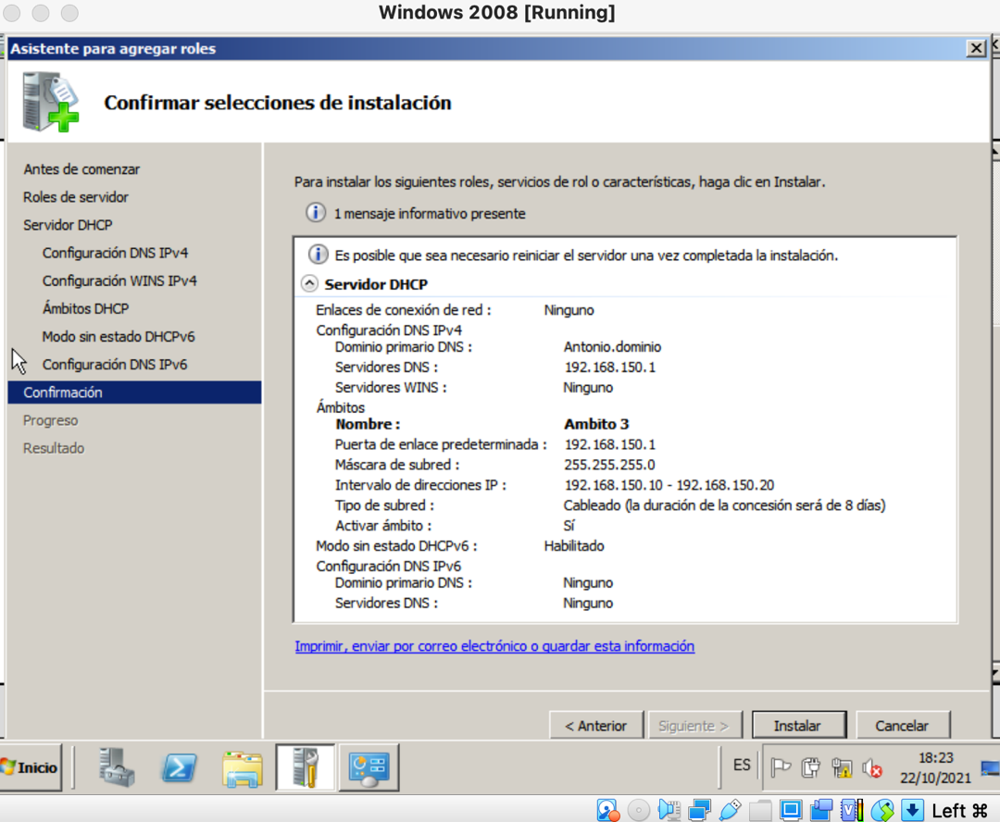 Windows 2008 [Running]
Asistente para agregar roles
Confirmar selecciones de instalación
Antes de comenzar
Roles de servidor
Servidor DHCP
Configuración DNS IPv4
Configuración WINS IPv4
Ámbitos DHCP
Modo sin estado DHCPv6
Configuración DNS IPv6
Confirmación
Progreso
Resultado
Para instalar los siguientes roles, servicios de rol o características, haga clic en Instalar.
1 mensaje informativo presente
Es posible que sea necesario reiniciar el servidor una vez completada la instalación.
Servidor DHCP
Enlaces de conexión de red : Ninguno
Configuración DNS IPv4
Dominio primario DNS : Antonio.dominio
Servidores DNS : 192.168.150.1
Servidores WINS : Ninguno
Ámbitos
Nombre : Ambito 3
Puerta de enlace predeterminada : 192.168.150.1
Máscara de subred : 255.255.255.0
Intervalo de direcciones IP : 192.168.150.10 - 192.168.150.20
Tipo de subred : Cableado (la duración de la concesión será de 8 días)
Activar ámbito : Sí
Modo sin estado DHCPv6 : Habilitado
Configuración DNS IPv6
Dominio primario DNS : Ninguno
Servidores DNS : Ninguno
Imprimir, enviar por correo electrónico o guardar esta información
< Anterior Siguiente > Instalar Cancelar
Inicio ES 18:23
22/10/2021
Left ⌘